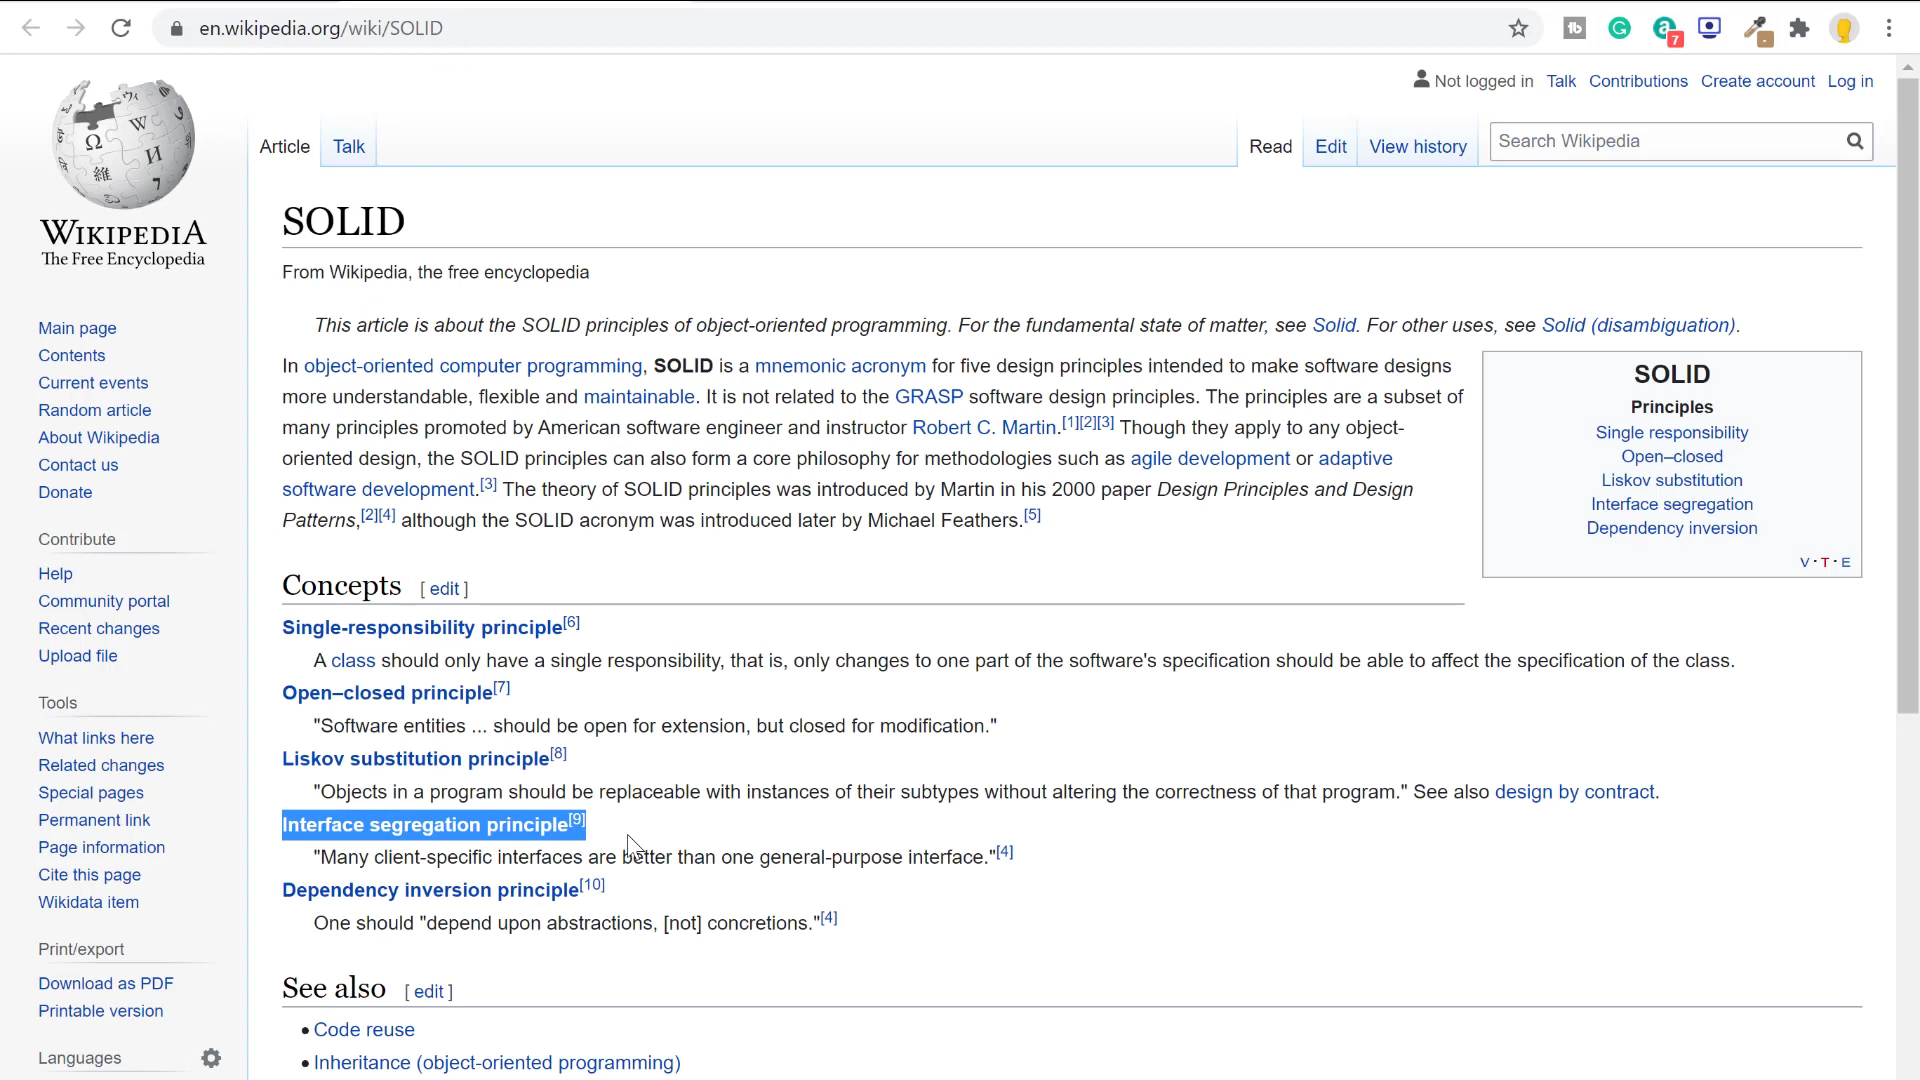 en.wikipedia.org/wiki/SOLID
7
Not logged in Talk Contributions Create account Log in
Article Talk Read Edit View history Search Wikipedia
WIKIPEDIA
The Free Encyclopedia
Main page
Contents
Current events
Random article
About Wikipedia
Contact us
Donate
Contribute
Help
Community portal
Recent changes
Upload file
Tools
What links here
Related changes
Special pages
Permanent link
Page information
Cite this page
Wikidata item
Print/export
Download as PDF
Printable version
Languages
SOLID
From Wikipedia, the free encyclopedia
This article is about the SOLID principles of object-oriented programming. For the fundamental state of matter, see Solid. For other uses, see Solid (disambiguation).
In object-oriented computer programming, SOLID is a mnemonic acronym for five design principles intended to make software designs
more understandable, flexible and maintainable. It is not related to the GRASP software design principles. The principles are a subset of
many principles promoted by American software engineer and instructor Robert C. Martin.[1][2][3] Though they apply to any object-
oriented design, the SOLID principles can also form a core philosophy for methodologies such as agile development or adaptive
software development.[3] The theory of SOLID principles was introduced by Martin in his 2000 paper Design Principles and Design
Patterns,[2][4] although the SOLID acronym was introduced later by Michael Feathers.[5]
SOLID
Principles
Single responsibility
Open–closed
Liskov substitution
Interface segregation
Dependency inversion
V · T · E
Concepts [ edit ]
Single-responsibility principle[6]
A class should only have a single responsibility, that is, only changes to one part of the software's specification should be able to affect the specification of the class.
Open–closed principle[7]
"Software entities ... should be open for extension, but closed for modification."
Liskov substitution principle[8]
"Objects in a program should be replaceable with instances of their subtypes without altering the correctness of that program." See also design by contract.
Interface segregation principle[9]
"Many client-specific interfaces are better than one general-purpose interface."[4]
Dependency inversion principle[10]
One should "depend upon abstractions, [not] concretions."[4]
See also [ edit ]
• Code reuse
• Inheritance (object-oriented programming)